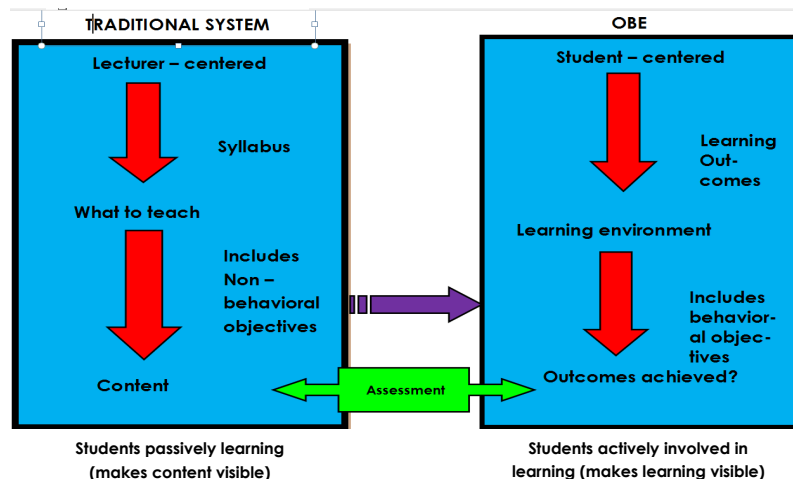 TRADITIONAL SYSTEM
Lecturer – centered
Syllabus
What to teach
Includes
Non –
behavioral
objectives
Content
Students passively learning
(makes content visible)
Assessment
OBE
Student – centered
Learning
Out-
comes
Learning environment
Includes
behavior-
al objec-
tives
Outcomes achieved?
Students actively involved in
learning (makes learning visible)